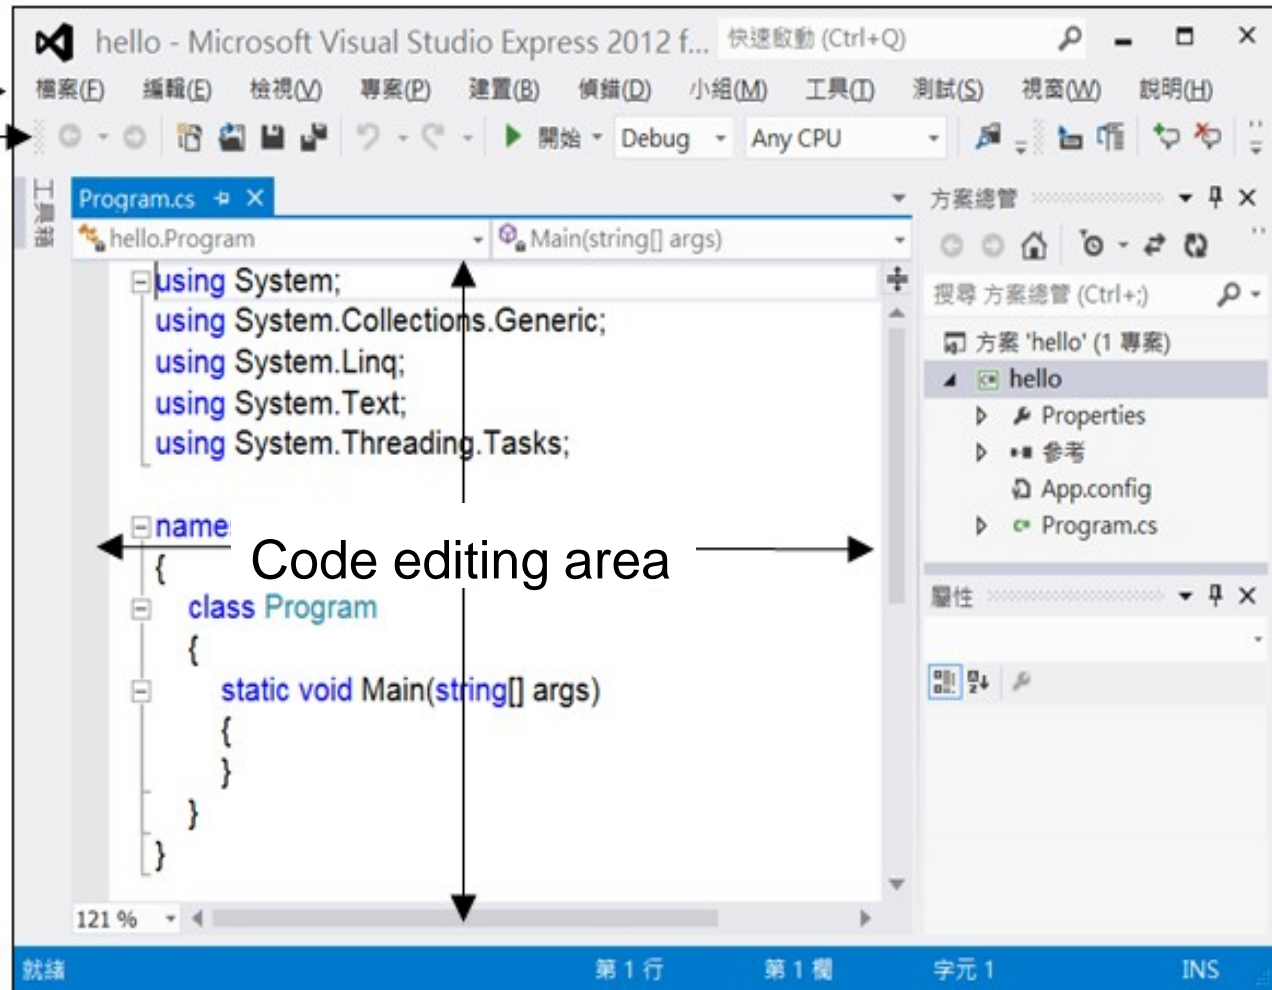 hello - Microsoft Visual Studio Express 2012 f... 快速啟動 (Ctrl+Q)
檔案(F) 編輯(E) 檢視(V) 專案(P) 建置(B) 偵錯(D) 小組(M) 工具(T) 測試(S) 視窗(W) 說明(H)
開始 Debug Any CPU
工具箱
Program.cs
hello.Program Main(string[] args)
using System;
using System.Collections.Generic;
using System.Linq;
using System.Text;
using System.Threading.Tasks;
names
{
Code editing area
class Program
{
static void Main(string[] args)
{
}
}
}
121 %
方案總管
搜尋 方案總管 (Ctrl+;)
方案 'hello' (1 專案)
hello
Properties
參考
App.config
Program.cs
屬性
就緒 第 1 行 第 1 欄 字元 1 INS